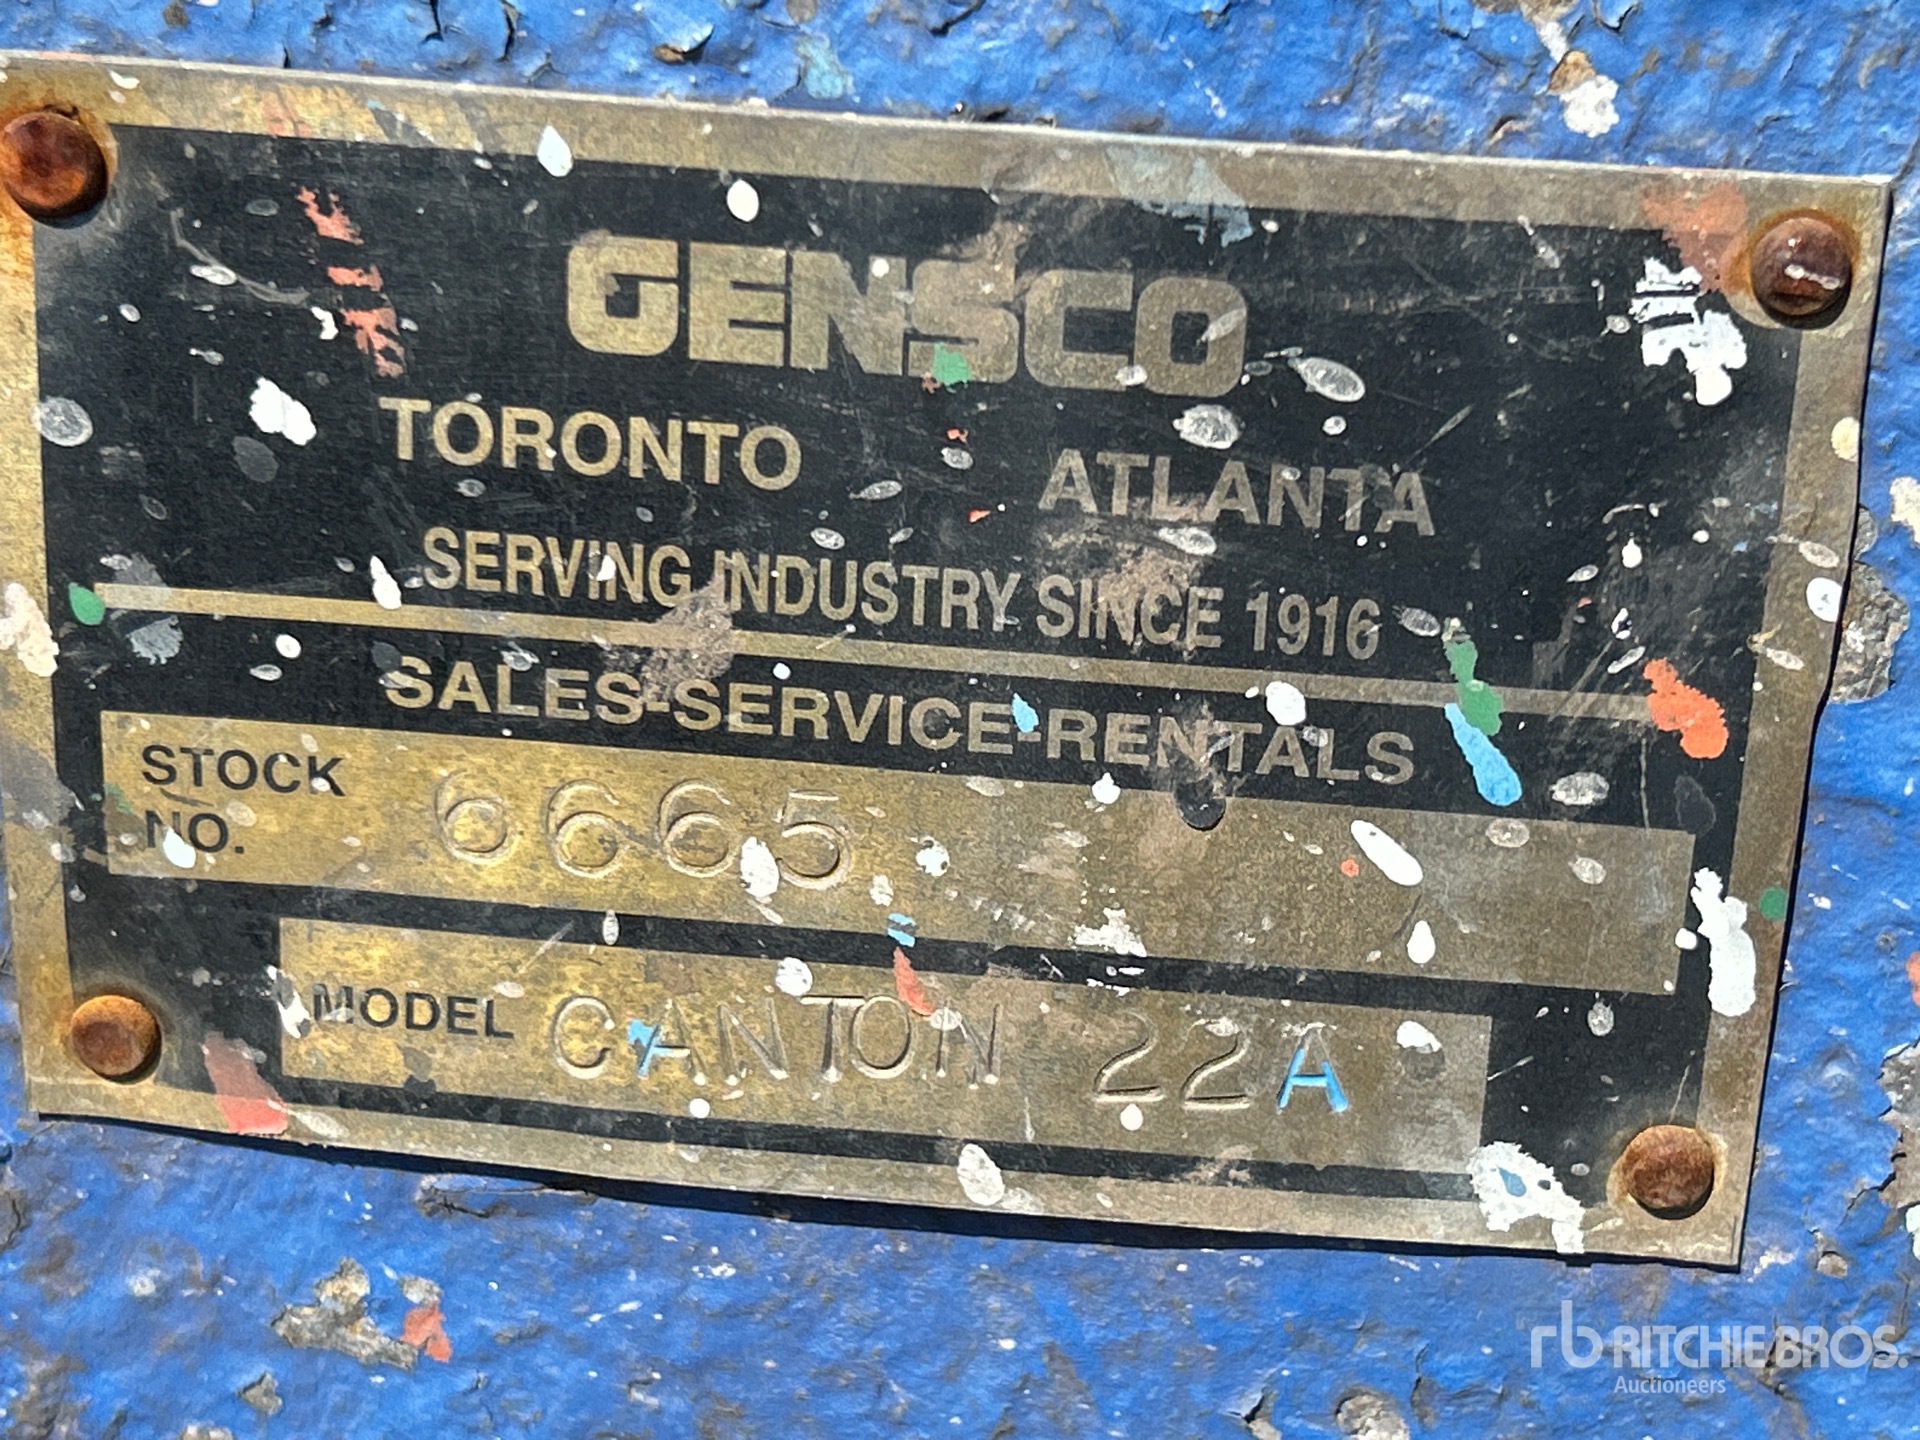 GENSCO
TORONTO ATLANTA
SERVING INDUSTRY SINCE 1916
SALES-SERVICE-RENTALS
STOCK NO. 6665
MODEL CANTON 22A
rb RITCHIE BROS.
Auctioneers